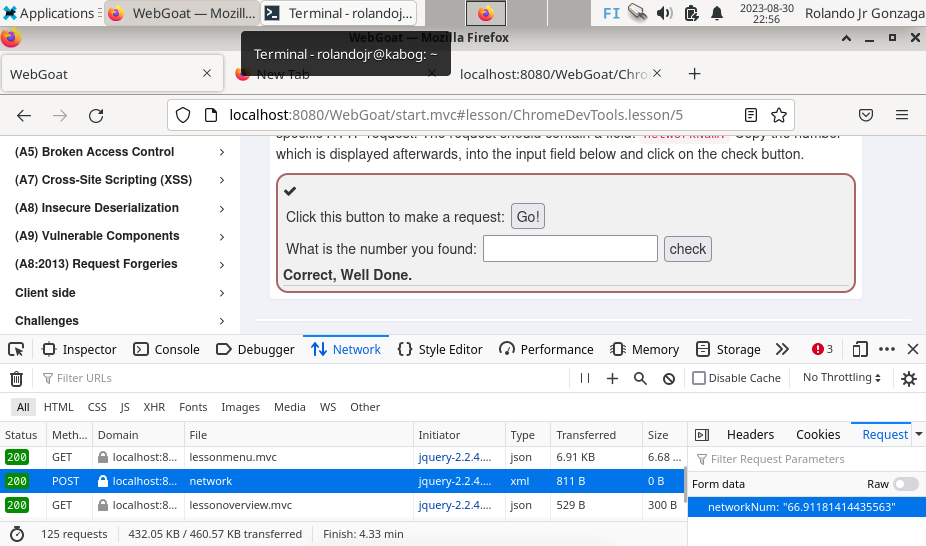 Applications
WebGoat — Mozill...
Terminal - rolandoj...
FI
2023-08-30
22:56
Rolando Jr Gonzaga
WebGoat — Mozilla Firefox
Terminal - rolandojr@kabog: ~
WebGoat
New Tab
localhost:8080/WebGoat/Chro
localhost:8080/WebGoat/start.mvc#lesson/ChromeDevTools.lesson/5
specific HTTP request. The request should contain a field: networkNum. Copy the number
which is displayed afterwards, into the input field below and click on the check button.
(A5) Broken Access Control
(A7) Cross-Site Scripting (XSS)
(A8) Insecure Deserialization
(A9) Vulnerable Components
(A8:2013) Request Forgeries
Client side
Challenges
Click this button to make a request: Go!
What is the number you found: check
Correct, Well Done.
Inspector Console Debugger Network Style Editor Performance Memory Storage 3
Filter URLs Disable Cache No Throttling
All HTML CSS JS XHR Fonts Images Media WS Other
Status Meth... Domain File Initiator Type Transferred Size
200 GET localhost:8... lessonmenu.mvc jquery-2.2.4.... json 6.91 KB 6.68 ...
200 POST localhost:8... network jquery-2.2.4.... xml 811 B 0 B
200 GET localhost:8... lessonoverview.mvc jquery-2.2.4.... json 529 B 300 B
125 requests 432.05 KB / 460.57 KB transferred Finish: 4.33 min
Headers Cookies Request
Filter Request Parameters
Form data Raw
networkNum: "66.91181414435563"